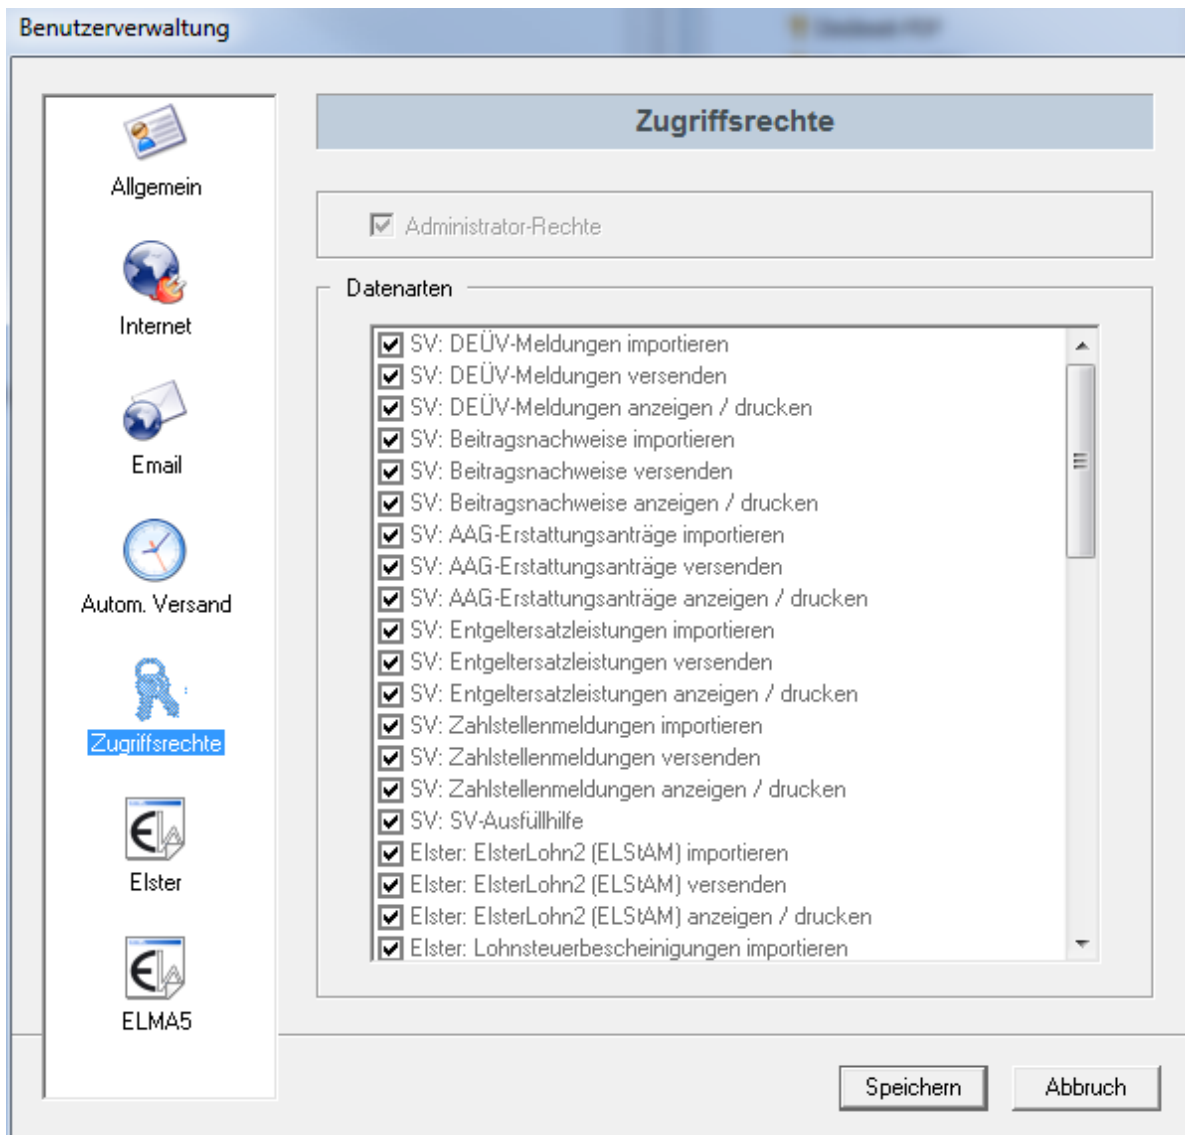 Benutzerverwaltung
Allgemein
Internet
Email
Autom. Versand
Zugriffsrechte
Elster
ELMA5
Zugriffsrechte
Administrator-Rechte
Datenarten
SV: DEÜV-Meldungen importieren
SV: DEÜV-Meldungen versenden
SV: DEÜV-Meldungen anzeigen / drucken
SV: Beitragsnachweise importieren
SV: Beitragsnachweise versenden
SV: Beitragsnachweise anzeigen / drucken
SV: AAG-Erstattungsanträge importieren
SV: AAG-Erstattungsanträge versenden
SV: AAG-Erstattungsanträge anzeigen / drucken
SV: Entgeltersatzleistungen importieren
SV: Entgeltersatzleistungen versenden
SV: Entgeltersatzleistungen anzeigen / drucken
SV: Zahlstellenmeldungen importieren
SV: Zahlstellenmeldungen versenden
SV: Zahlstellenmeldungen anzeigen / drucken
SV: SV-Ausfüllhilfe
Elster: ElsterLohn2 (ELStAM) importieren
Elster: ElsterLohn2 (ELStAM) versenden
Elster: ElsterLohn2 (ELStAM) anzeigen / drucken
Elster: Lohnsteuerbescheinigungen importieren
Speichern
Abbruch